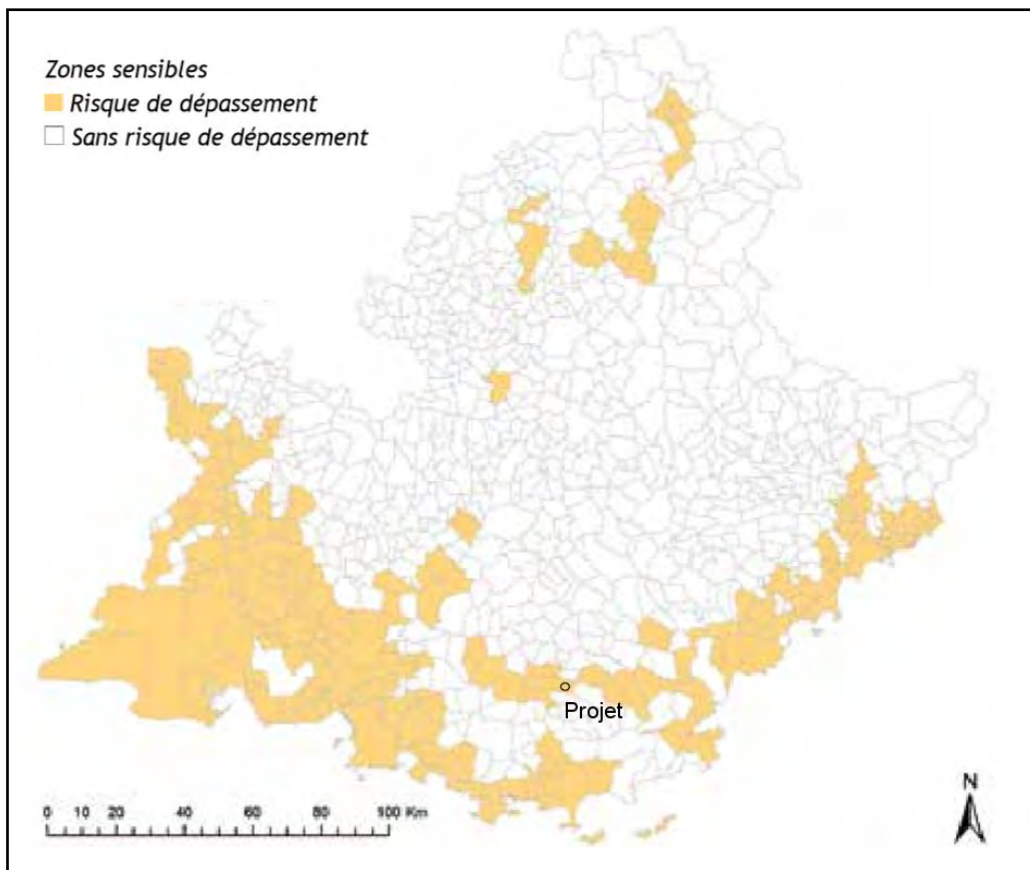 Zones sensibles
Risque de dépassement
Sans risque de dépassement
Projet
N
0 10 20 40 60 80 100 Km